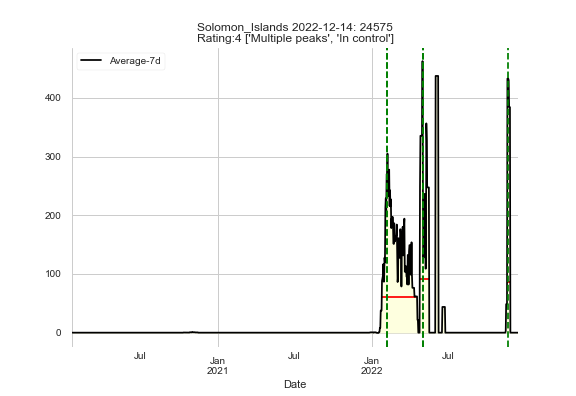 Solomon_Islands 2022-12-14: 24575
Rating:4 ['Multiple peaks', 'In control']
Average-7d
400
300
200
100
0
Jul
Jan
2021
Jul
Jan
2022
Jul
Date